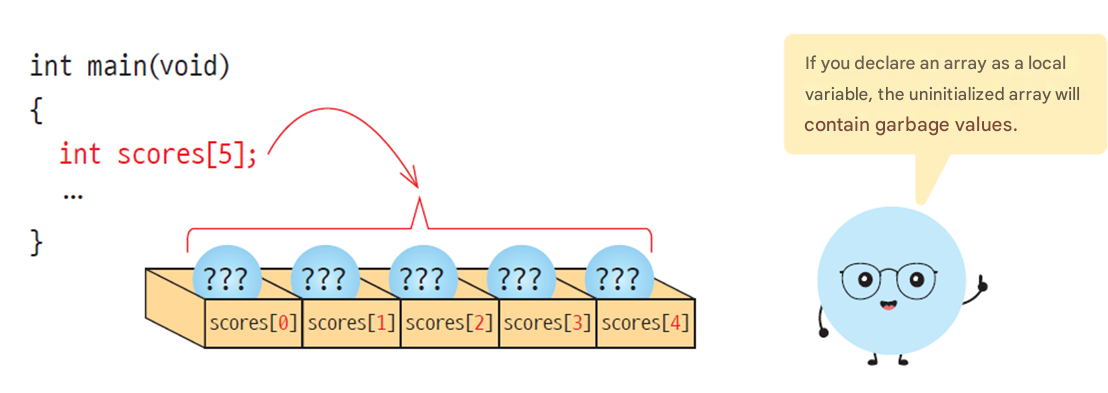 int main(void)
{
int scores[5];
...
}
??? ??? ??? ??? ???
scores[0] scores[1] scores[2] scores[3] scores[4]
If you declare an array as a local
variable, the uninitialized array will
contain garbage values.